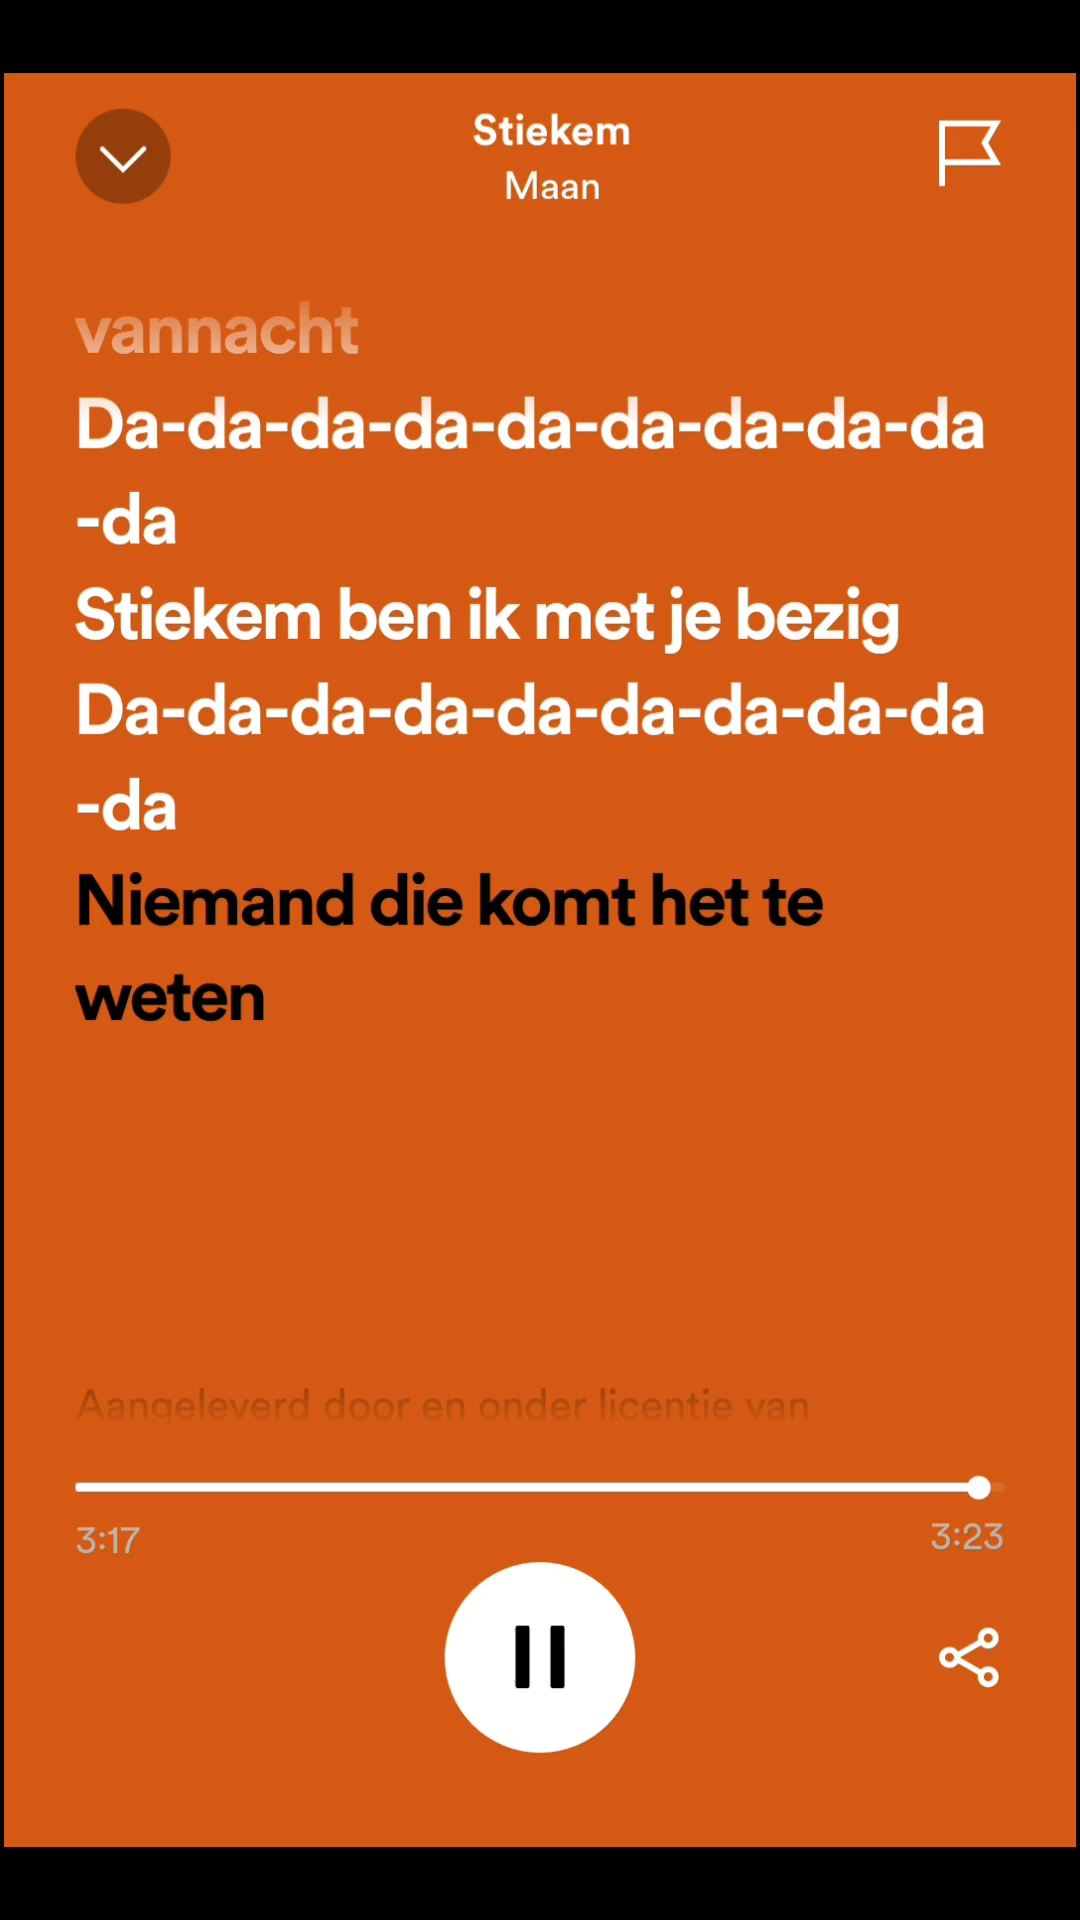 Stiekem
Maan
vannacht
Da-da-da-da-da-da-da-da-da
-da
Stiekem ben ik met je bezig
Da-da-da-da-da-da-da-da-da
-da
Niemand die komt het te
weten
Aangeleverd door en onder licentie van
3:17
3:23